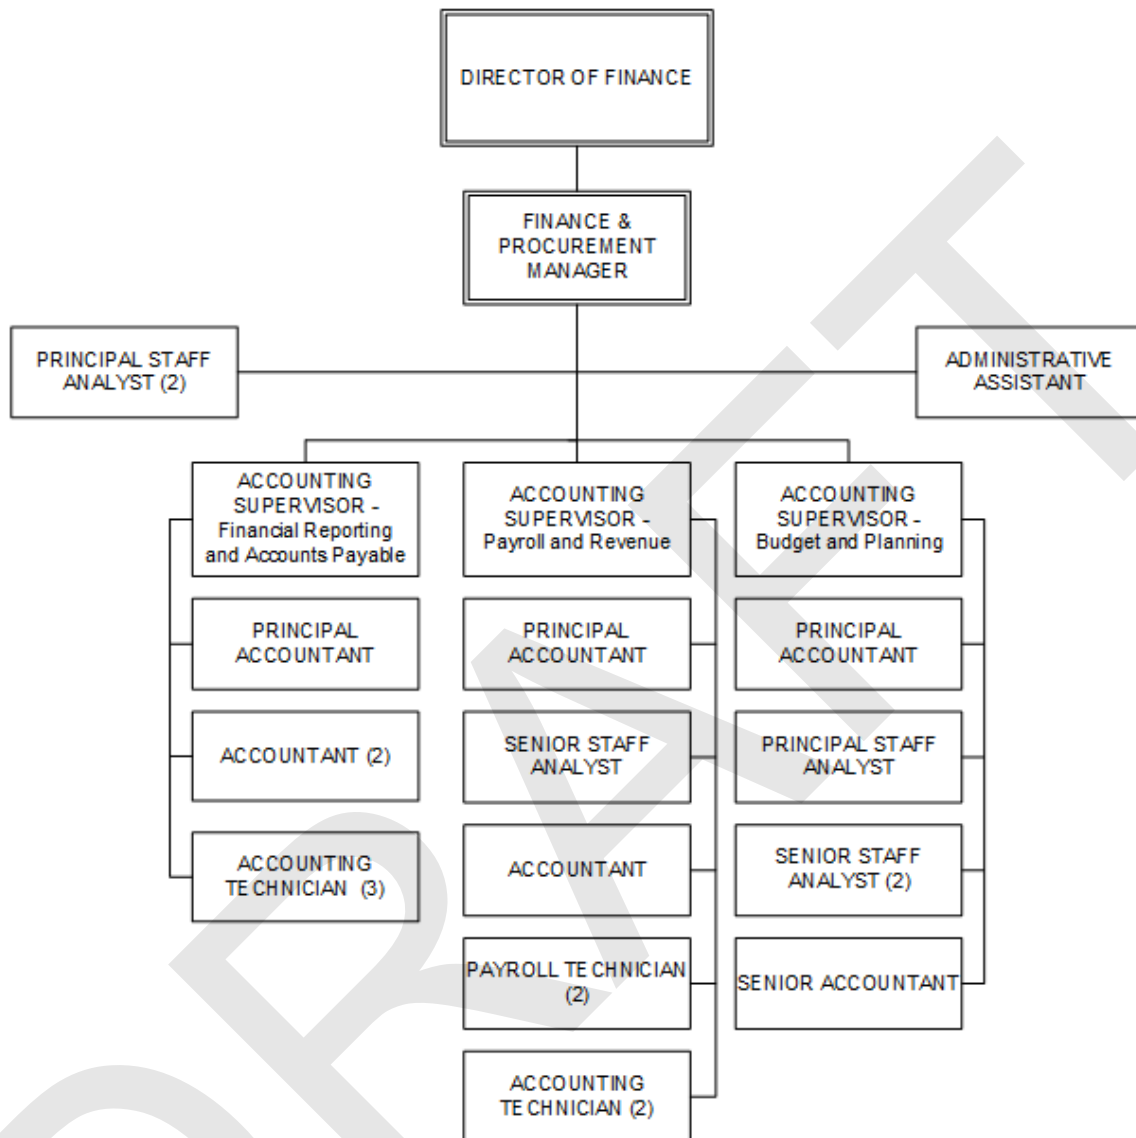 DIRECTOR OF FINANCE
FINANCE &
PROCUREMENT
MANAGER
PRINCIPAL STAFF
ANALYST (2)
ADMINISTRATIVE
ASSISTANT
ACCOUNTING
SUPERVISOR -
Financial Reporting
and Accounts Payable
PRINCIPAL
ACCOUNTANT
ACCOUNTANT (2)
ACCOUNTING
TECHNICIAN (3)
ACCOUNTING
SUPERVISOR -
Payroll and Revenue
PRINCIPAL
ACCOUNTANT
SENIOR STAFF
ANALYST
ACCOUNTANT
PAYROLL TECHNICIAN
(2)
ACCOUNTING
TECHNICIAN (2)
ACCOUNTING
SUPERVISOR -
Budget and Planning
PRINCIPAL
ACCOUNTANT
PRINCIPAL STAFF
ANALYST
SENIOR STAFF
ANALYST (2)
SENIOR ACCOUNTANT
DRAFT